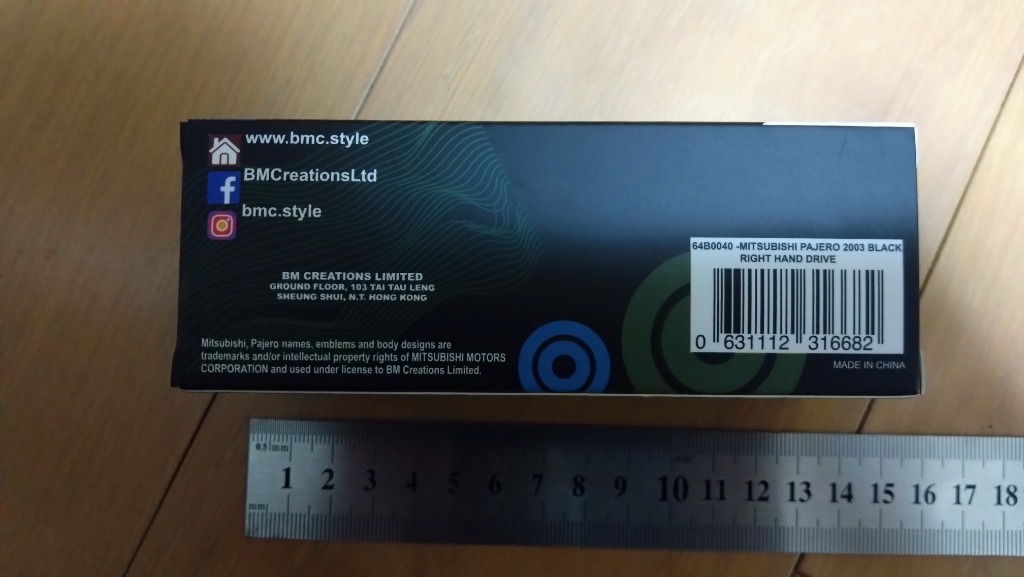 www.bmc.style
BMCreationsLtd
bmc.style
BM CREATIONS LIMITED
GROUND FLOOR, 103 TAI TAU LENG
SHEUNG SHUI, N.T. HONG KONG
Mitsubishi, Pajero names, emblems and body designs are
trademarks and/or intellectual property rights of MITSUBISHI MOTORS
CORPORATION and used under license to BM Creations Limited.
64B0040 -MITSUBISHI PAJERO 2003 BLACK
RIGHT HAND DRIVE
0 631112 316682
MADE IN CHINA
0.5 mm
1 2 3 4 5 6 7 8 9 10 11 12 13 14 15 16 17 18
mm